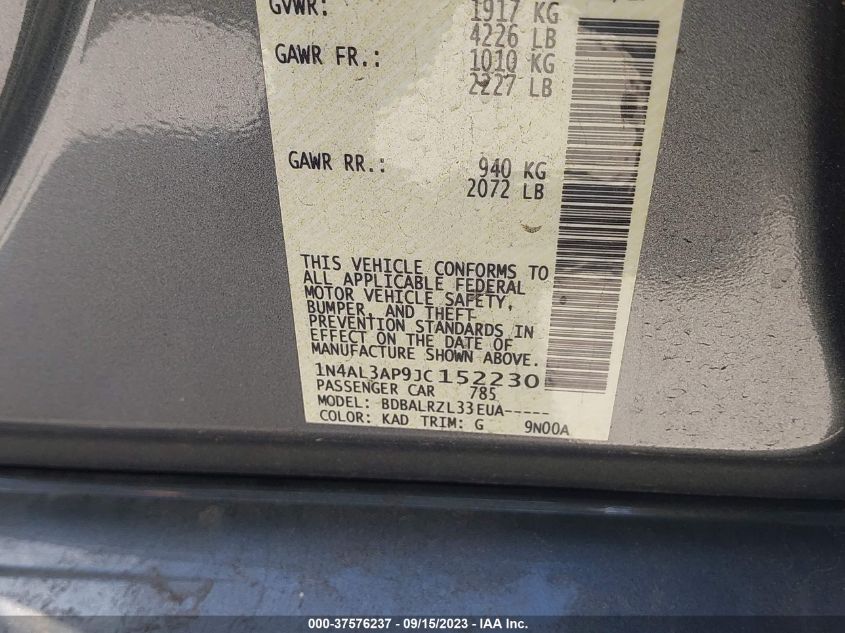 GVWR: 1917 KG
4226 LB
GAWR FR.: 1010 KG
2227 LB
GAWR RR.: 940 KG
2072 LB
THIS VEHICLE CONFORMS TO
ALL APPLICABLE FEDERAL
MOTOR VEHICLE SAFETY,
BUMPER, AND THEFT
PREVENTION STANDARDS IN
EFFECT ON THE DATE OF
MANUFACTURE SHOWN ABOVE.
1N4AL3AP9JC152230
PASSENGER CAR 785
MODEL: BDBALRZL33EUA-----
COLOR: KAD TRIM: G 9N00A
000-37576237 - 09/15/2023 - IAA Inc.